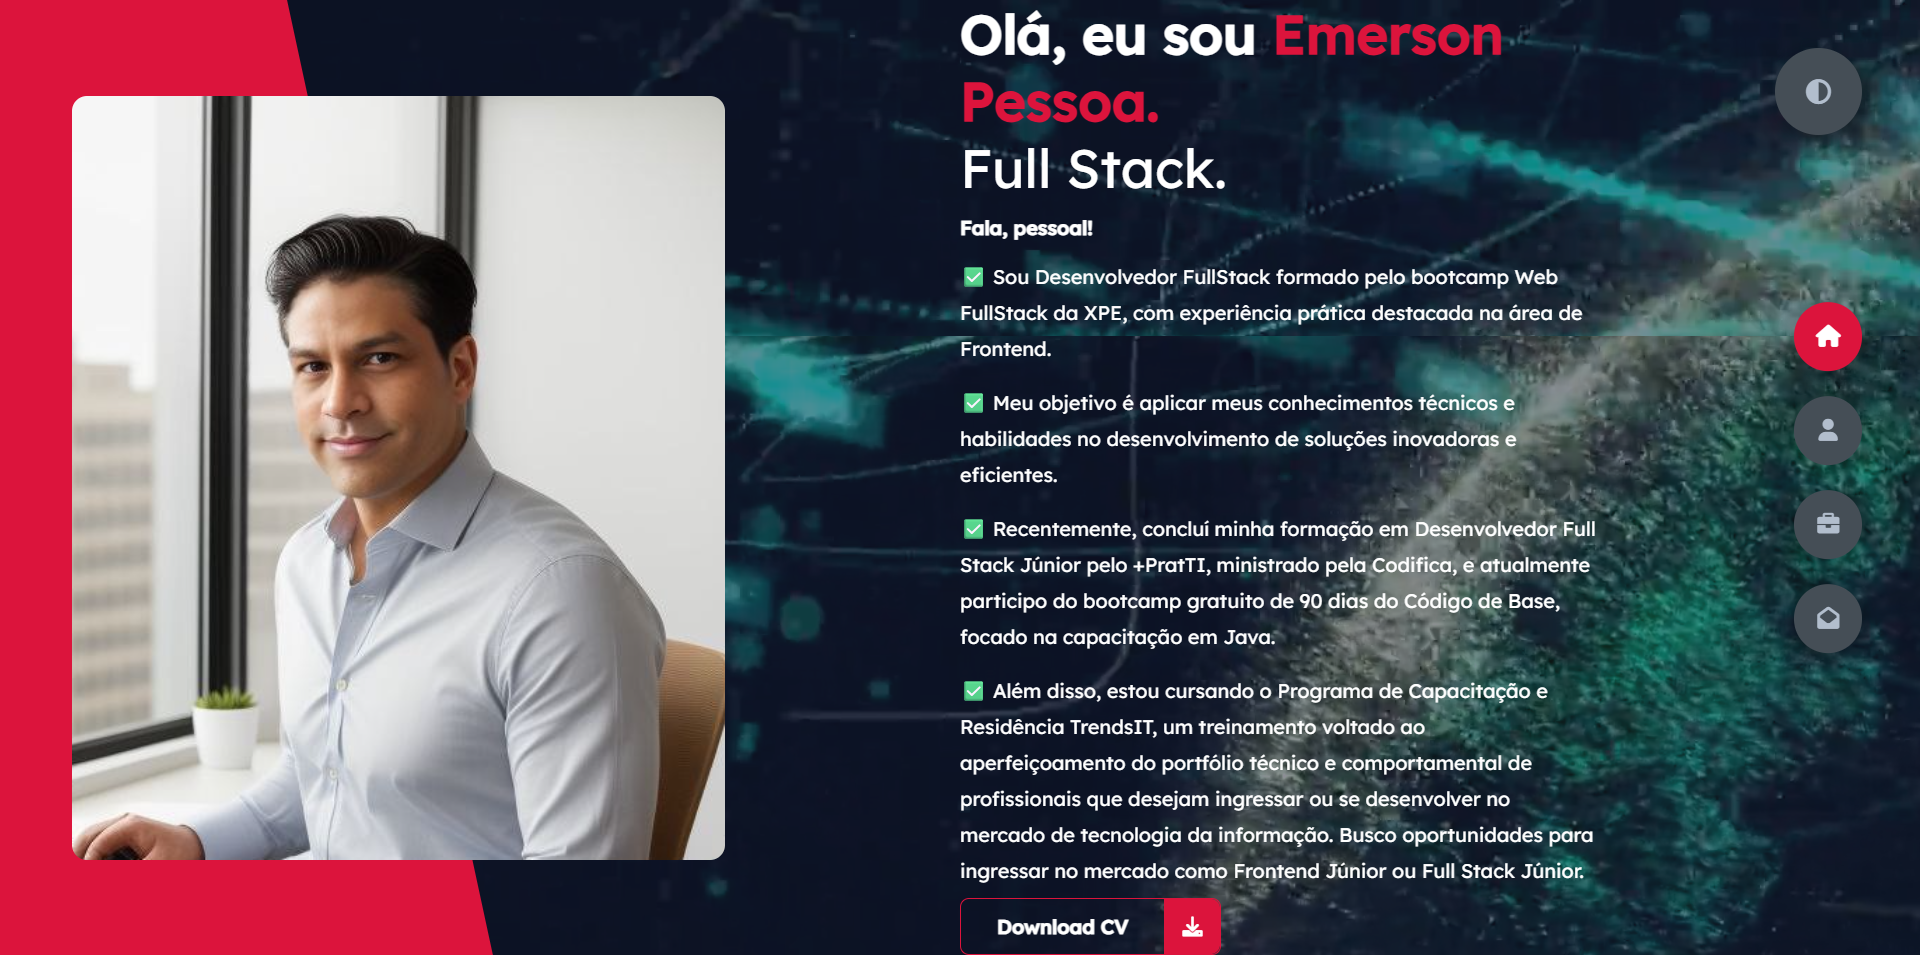 Olá, eu sou Emerson
Pessoa.
Full Stack.
Fala, pessoal!
✅ Sou Desenvolvedor FullStack formado pelo bootcamp Web
FullStack da XPE, com experiência prática destacada na área de
Frontend.
✅ Meu objetivo é aplicar meus conhecimentos técnicos e
habilidades no desenvolvimento de soluções inovadoras e
eficientes.
✅ Recentemente, concluí minha formação em Desenvolvedor Full
Stack Júnior pelo +PratTI, ministrado pela Codifica, e atualmente
participo do bootcamp gratuito de 90 dias do Código de Base,
focado na capacitação em Java.
✅ Além disso, estou cursando o Programa de Capacitação e
Residência TrendsIT, um treinamento voltado ao
aperfeiçoamento do portfólio técnico e comportamental de
profissionais que desejam ingressar ou se desenvolver no
mercado de tecnologia da informação. Busco oportunidades para
ingressar no mercado como Frontend Júnior ou Full Stack Júnior.
Download CV